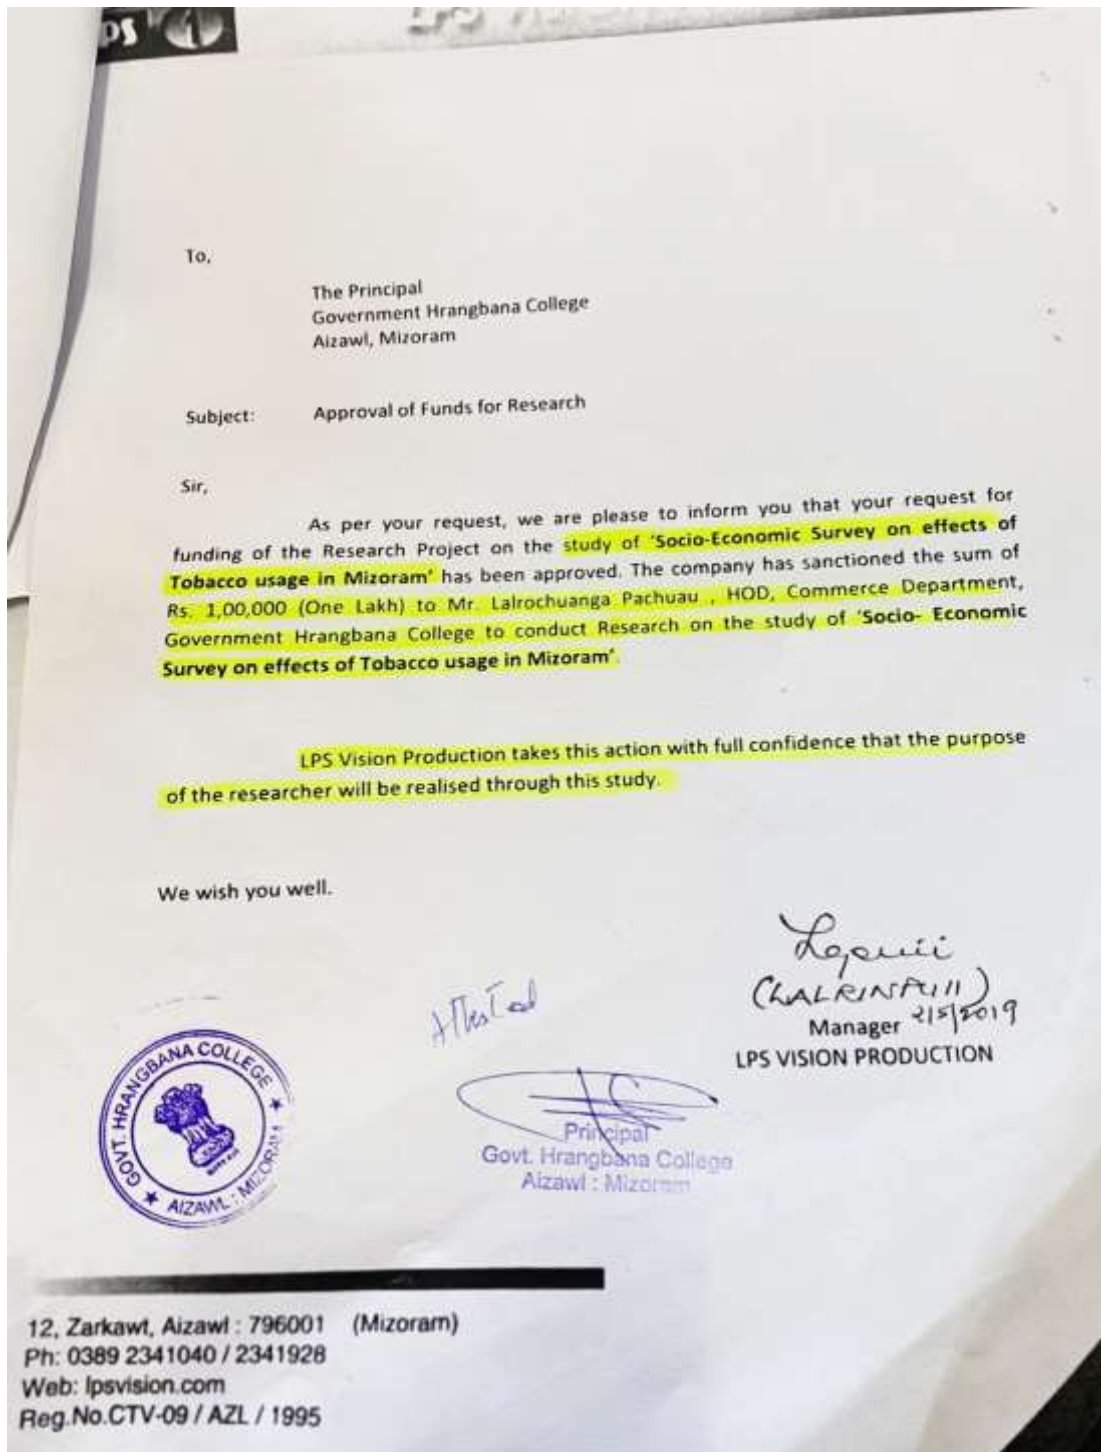 ps
To,
The Principal
Government Hrangbana College
Aizawl, Mizoram
Subject: Approval of Funds for Research
Sir,
As per your request, we are please to inform you that your request for
funding of the Research Project on the study of 'Socio-Economic Survey on effects of
Tobacco usage in Mizoram' has been approved. The company has sanctioned the sum of
Rs. 1,00,000 (One Lakh) to Mr. Lalrochuanga Pachuau , HOD, Commerce Department,
Government Hrangbana College to conduct Research on the study of 'Socio- Economic
Survey on effects of Tobacco usage in Mizoram'.
LPS Vision Production takes this action with full confidence that the purpose
of the researcher will be realised through this study.
We wish you well.
(LALRINPUII)
Manager 2/5/2019
LPS VISION PRODUCTION
Attested
Principal
Govt. Hrangbana College
Aizawl : Mizoram
GOVT. HRANGBANA COLLEGE
AIZAWL : MIZORAM
12, Zarkawt, Aizawl : 796001 (Mizoram)
Ph: 0389 2341040 / 2341928
Web: lpsvision.com
Reg.No.CTV-09 / AZL / 1995